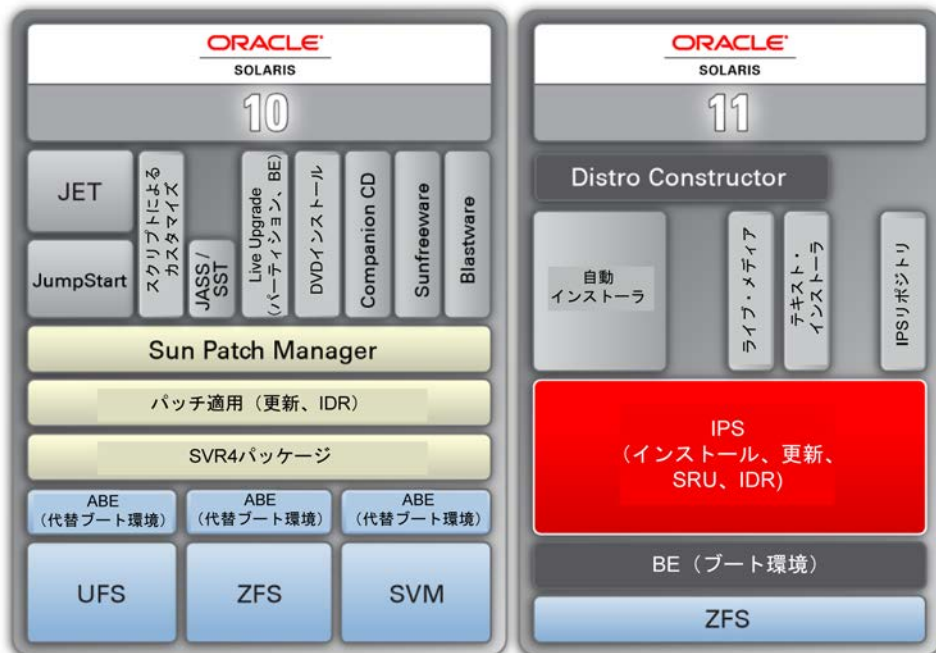 ORACLE
SOLARIS
10
JET
JumpStart
スクリプトによる
カスタマイズ
JASS /
SST
Live Upgrade
(パーティション、BE)
DVDインストール
Companion CD
Sunfreeware
Blastware
Sun Patch Manager
パッチ適用（更新、IDR）
SVR4パッケージ
ABE
（代替ブート環境）
ABE
（代替ブート環境）
ABE
（代替ブート環境）
UFS
ZFS
SVM
ORACLE
SOLARIS
11
Distro Constructor
自動
インストーラ
ライブ・メディア
テキスト・
インストーラ
IPSリポジトリ
IPS
（インストール、更新、
SRU、IDR)
BE（ブート環境）
ZFS